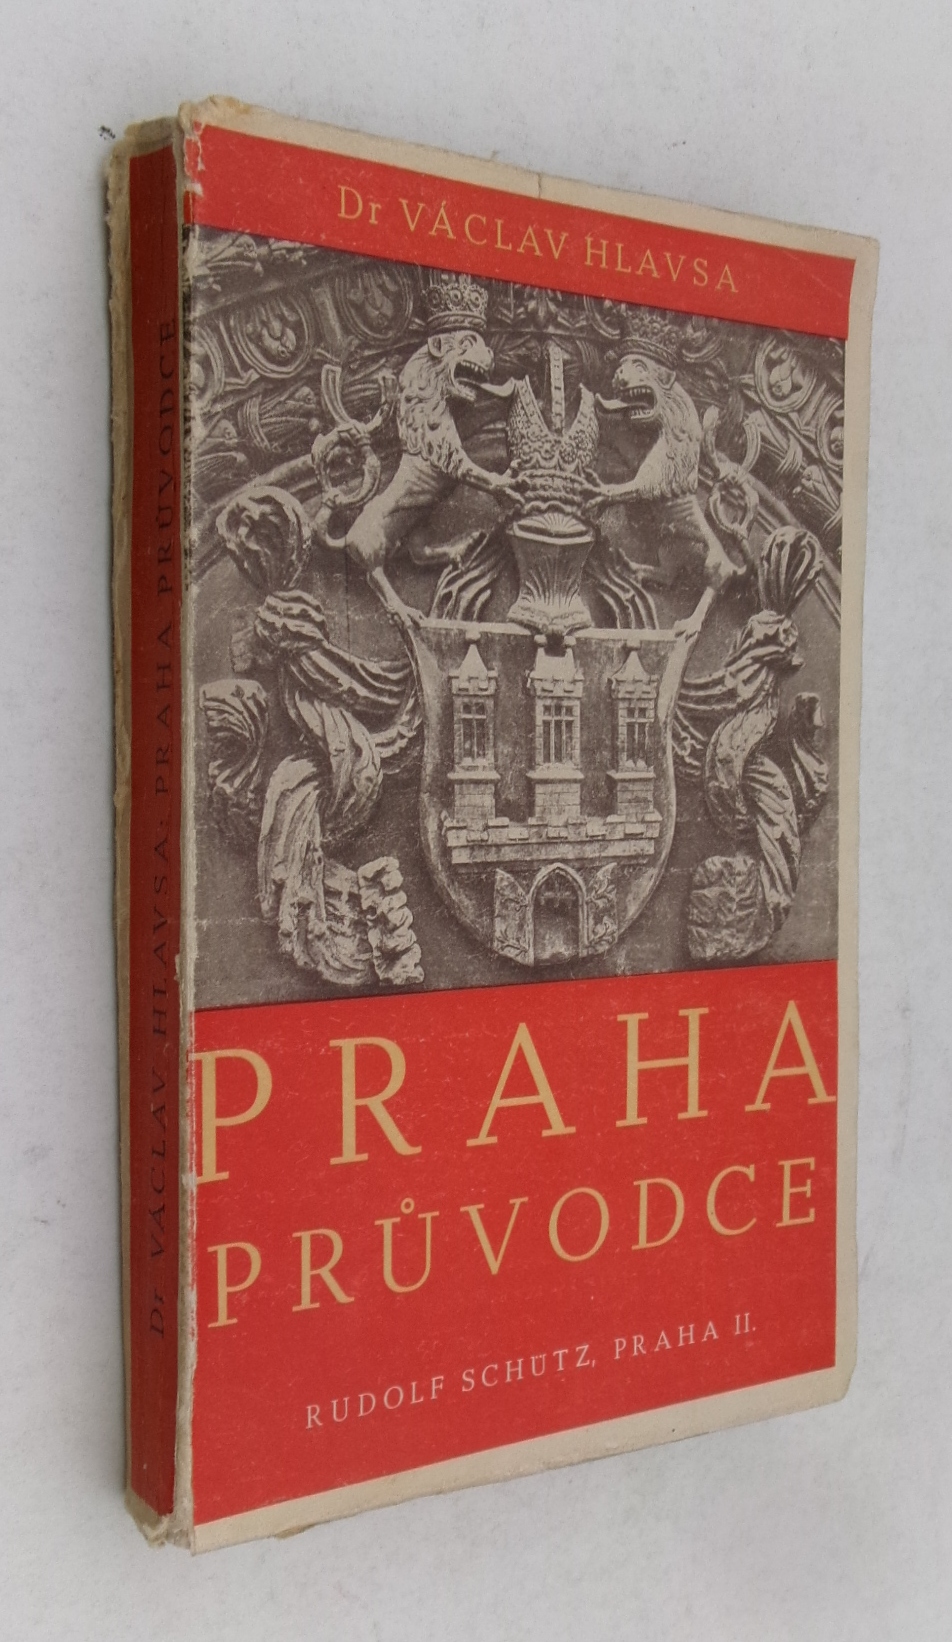 Dr VÁCLAV HLAVSA
PRAHA
PRŮVODCE
RUDOLF SCHÜTZ, PRAHA II.
Dr VÁCLAV HLAVSA: PRAHA PRŮVODCE